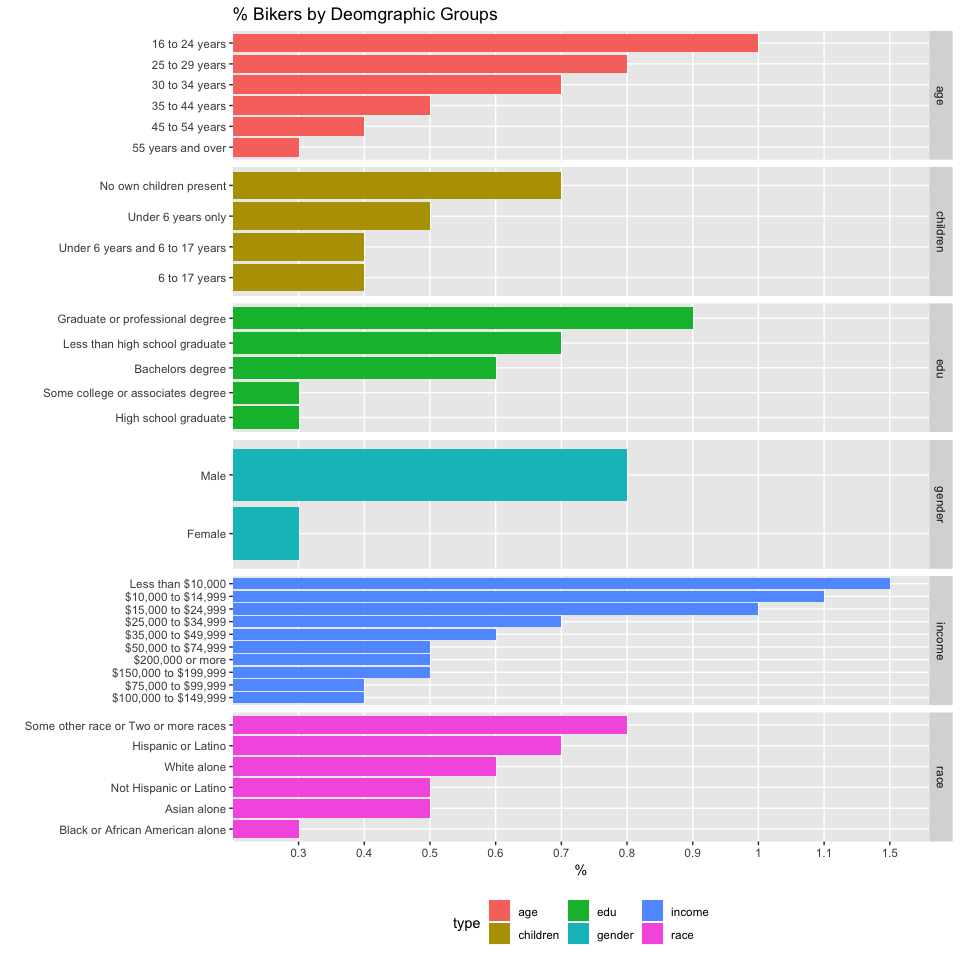 % Bikers by Deomgraphic Groups
16 to 24 years
25 to 29 years
30 to 34 years
35 to 44 years
45 to 54 years
55 years and over
age
No own children present
Under 6 years only
Under 6 years and 6 to 17 years
6 to 17 years
children
Graduate or professional degree
Less than high school graduate
Bachelors degree
Some college or associates degree
High school graduate
edu
Male
Female
gender
Less than $10,000
$10,000 to $14,999
$15,000 to $24,999
$25,000 to $34,999
$35,000 to $49,999
$50,000 to $74,999
$200,000 or more
$150,000 to $199,999
$75,000 to $99,999
$100,000 to $149,999
income
Some other race or Two or more races
Hispanic or Latino
White alone
Not Hispanic or Latino
Asian alone
Black or African American alone
race
0.3 0.4 0.5 0.6 0.7 0.8 0.9 1 1.1 1.5
%
type
age edu income
children gender race